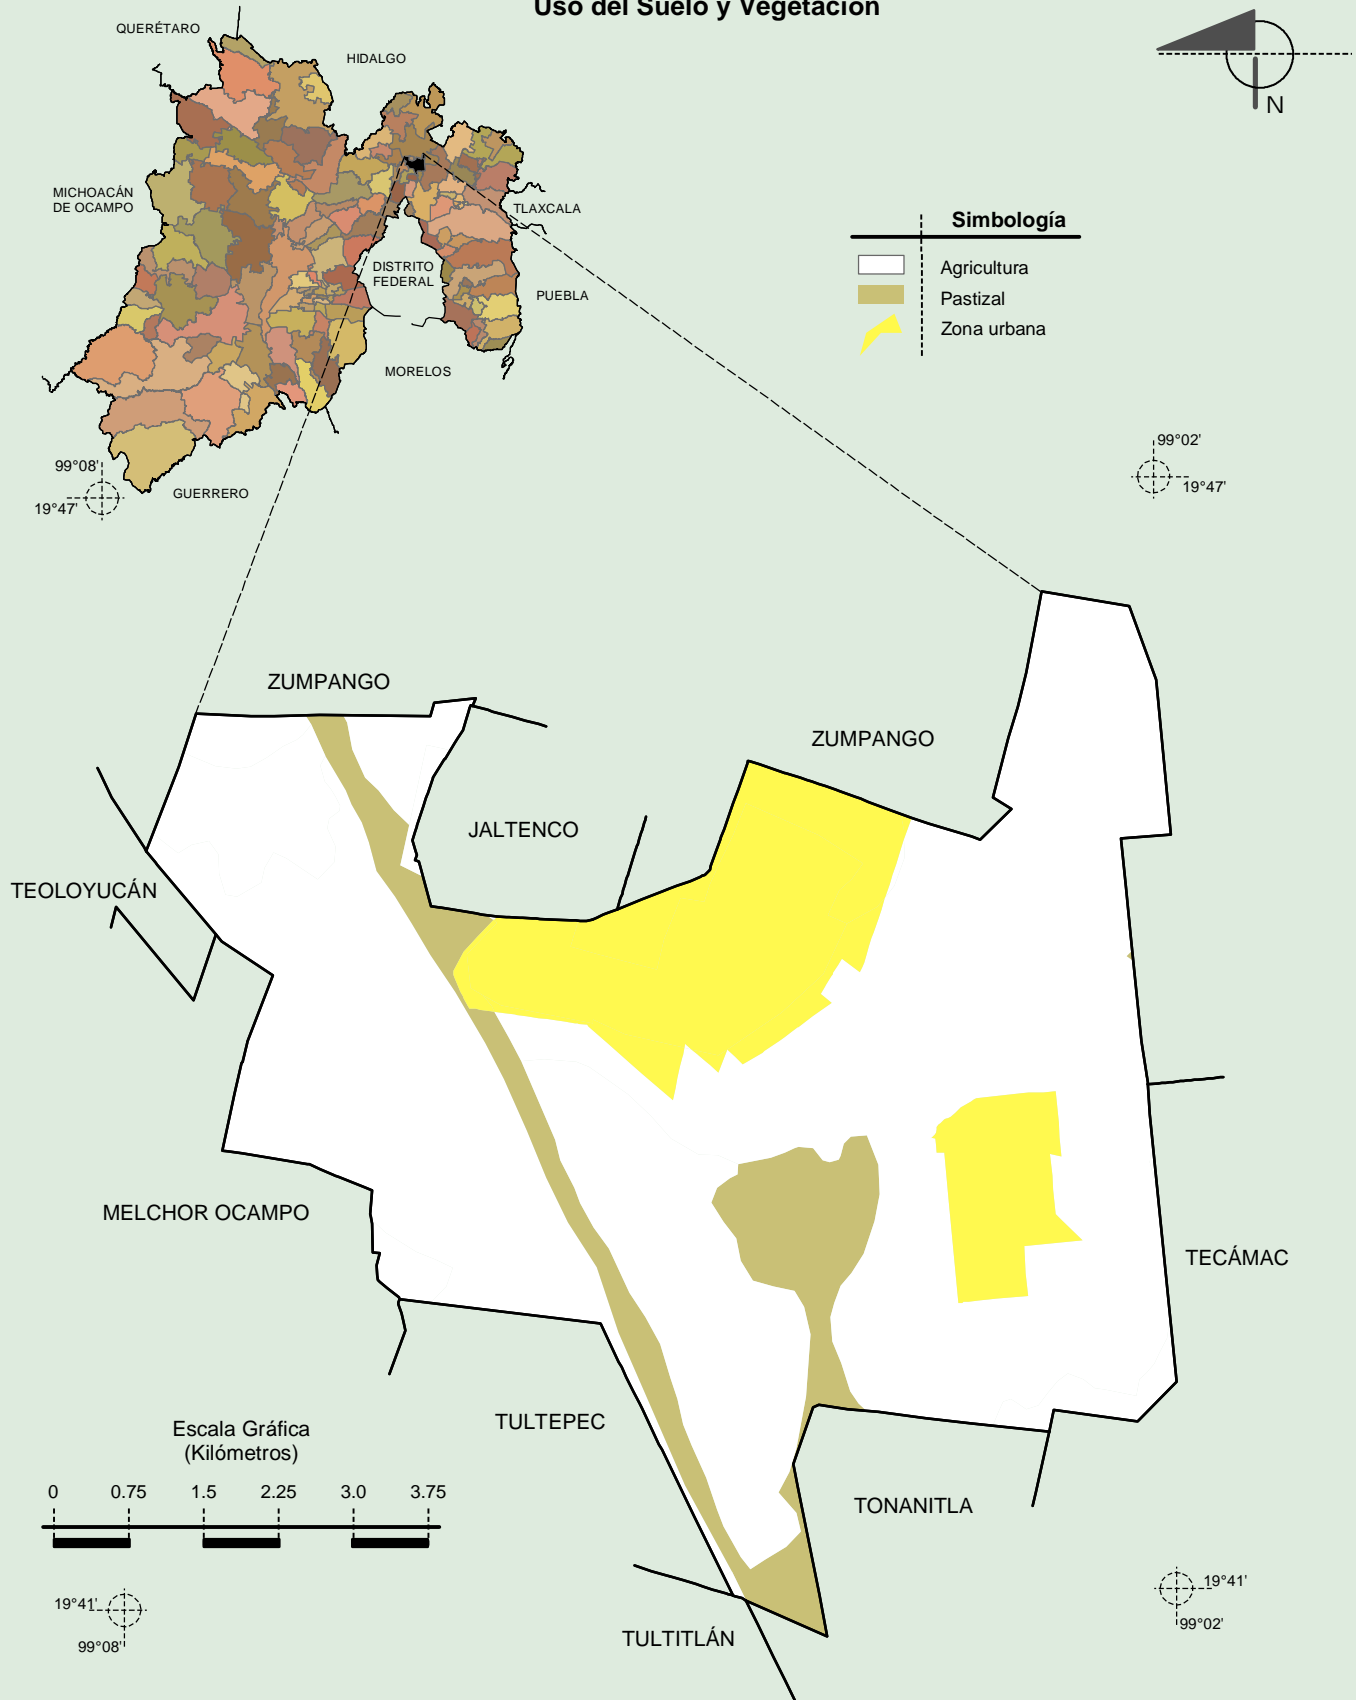 Uso del Suelo y Vegetación
QUERÉTARO
HIDALGO
N
MICHOACÁN
DE OCAMPO
TLAXCALA
DISTRITO
FEDERAL
PUEBLA
MORELOS
GUERRERO
Simbología
Agricultura
Pastizal
Zona urbana
99°08'
19°47'
99°02'
19°47'
ZUMPANGO
ZUMPANGO
JALTENCO
TEOLOYUCÁN
MELCHOR OCAMPO
TECÁMAC
TULTEPEC
TONANITLA
TULTITLÁN
Escala Gráfica
(Kilómetros)
0 0.75 1.5 2.25 3.0 3.75
19°41'
99°08'
19°41'
99°02'